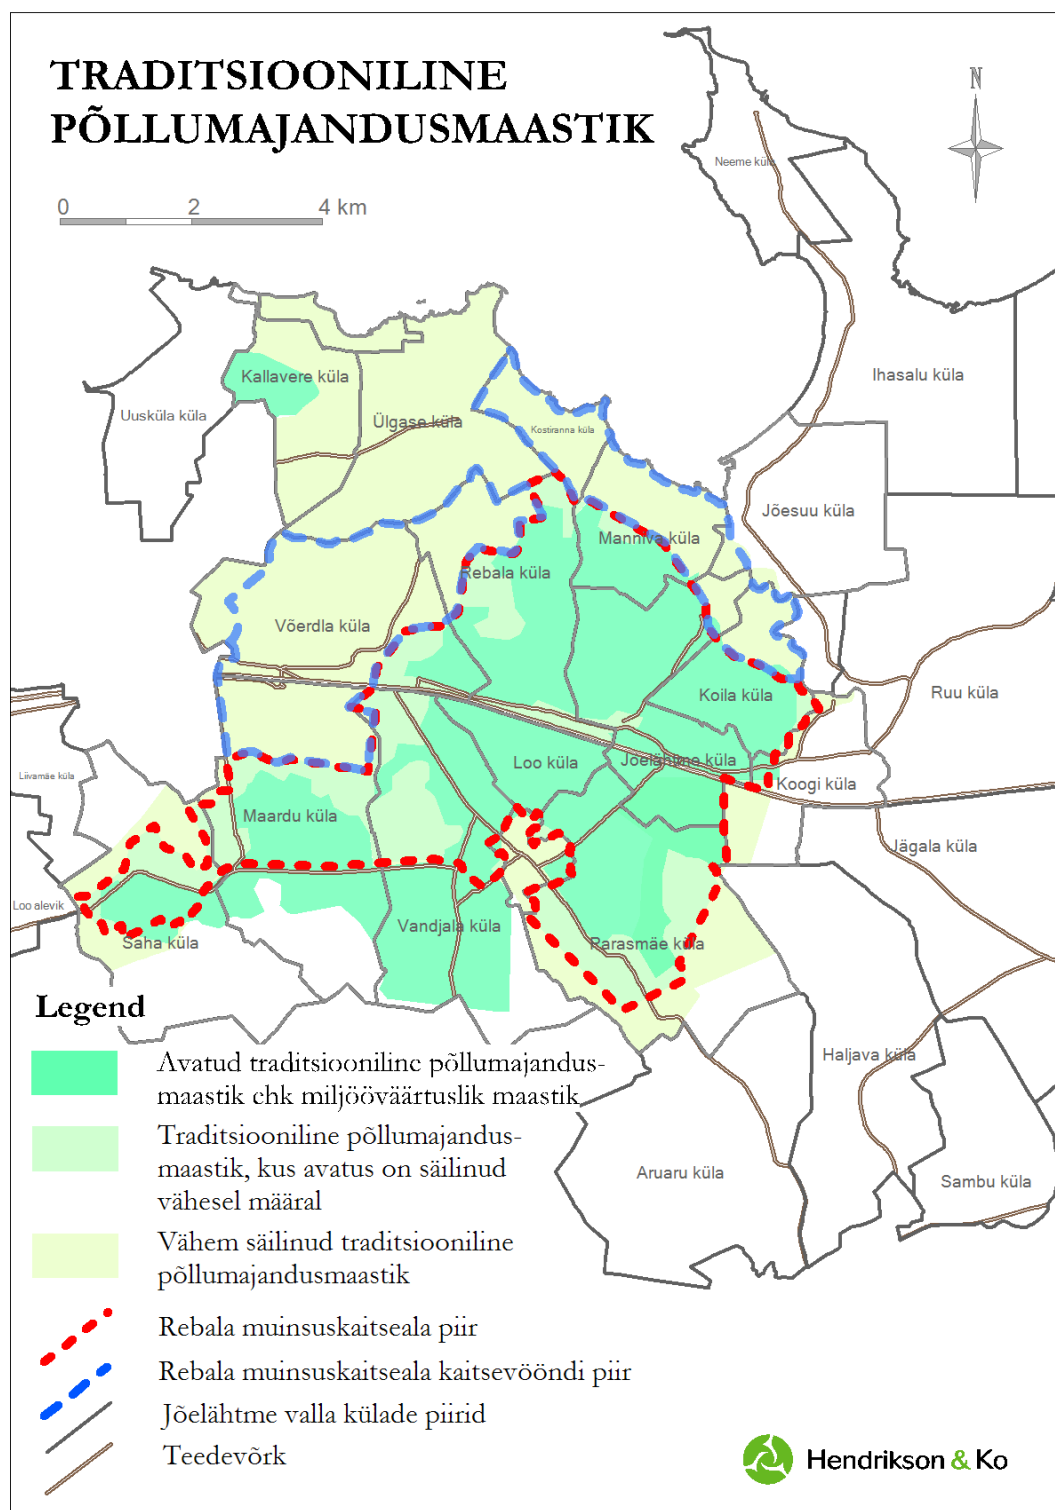 TRADITSIOONILINE
PÕLLUMAJANDUSMAASTIK
N
0 2 4 km
Neeme küla
Ihasalu küla
Kallavere küla
Uusküla küla
Ülgase küla
Kostiranna küla
Jõesuu küla
Manniva küla
Rebala küla
Võerdla küla
Koila küla
Ruu küla
Loo küla
Jõelähtme küla
Liivamäe küla
Koogi küla
Maardu küla
Jägala küla
Loo alevik
Vandjala küla
Saha küla
Parasmäe küla
Haljava küla
Aruaru küla
Sambu küla
Legend
Avatud traditsiooniline põllumajandus-
maastik ehk miljööväärtuslik maastik
Traditsiooniline põllumajandus-
maastik, kus avatus on säilinud
vähesel määral
Vähem säilinud traditsiooniline
põllumajandusmaastik
Rebala muinsuskaitseala piir
Rebala muinsuskaitseala kaitsevööndi piir
Jõelähtme valla külade piirid
Teedevõrk
Hendrikson & Ko